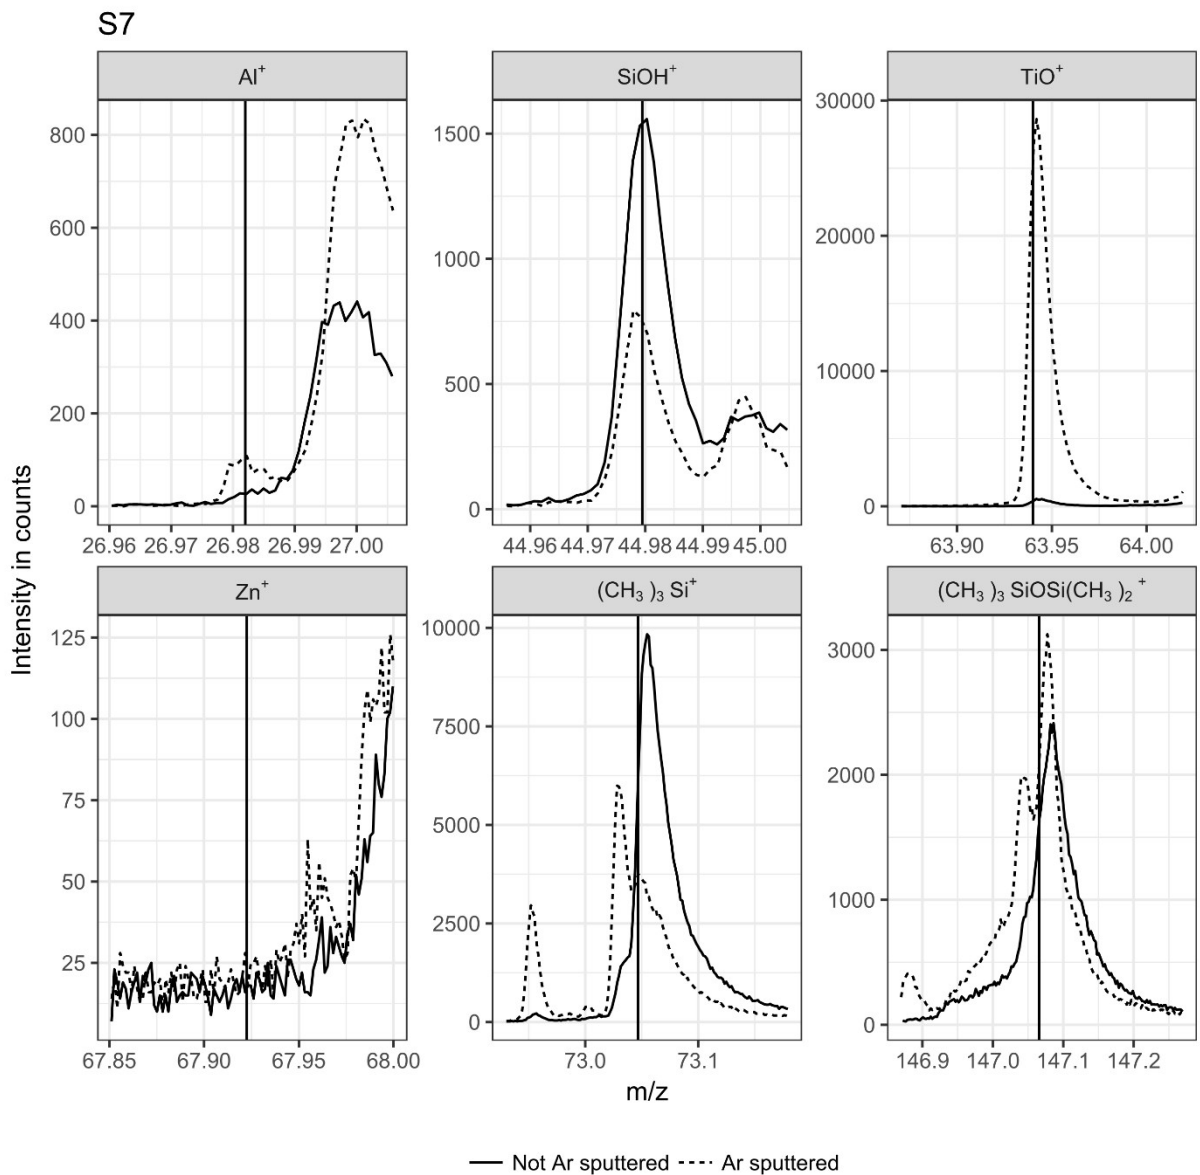 S7
Al+
SiOH+
TiO+
800
600
400
200
0
26.96 26.97 26.98 26.99 27.00
1500
1000
500
0
44.96 44.97 44.98 44.99 45.00
30000
20000
10000
0
63.90 63.95 64.00
Intensity in counts
Zn+
(CH3)3 Si+
(CH3)3 SiOSi(CH3)2+
125
100
75
50
25
67.85 67.90 67.95 68.00
10000
7500
5000
2500
0
73.0 73.1
3000
2000
1000
0
146.9 147.0 147.1 147.2
m/z
Not Ar sputtered Ar sputtered